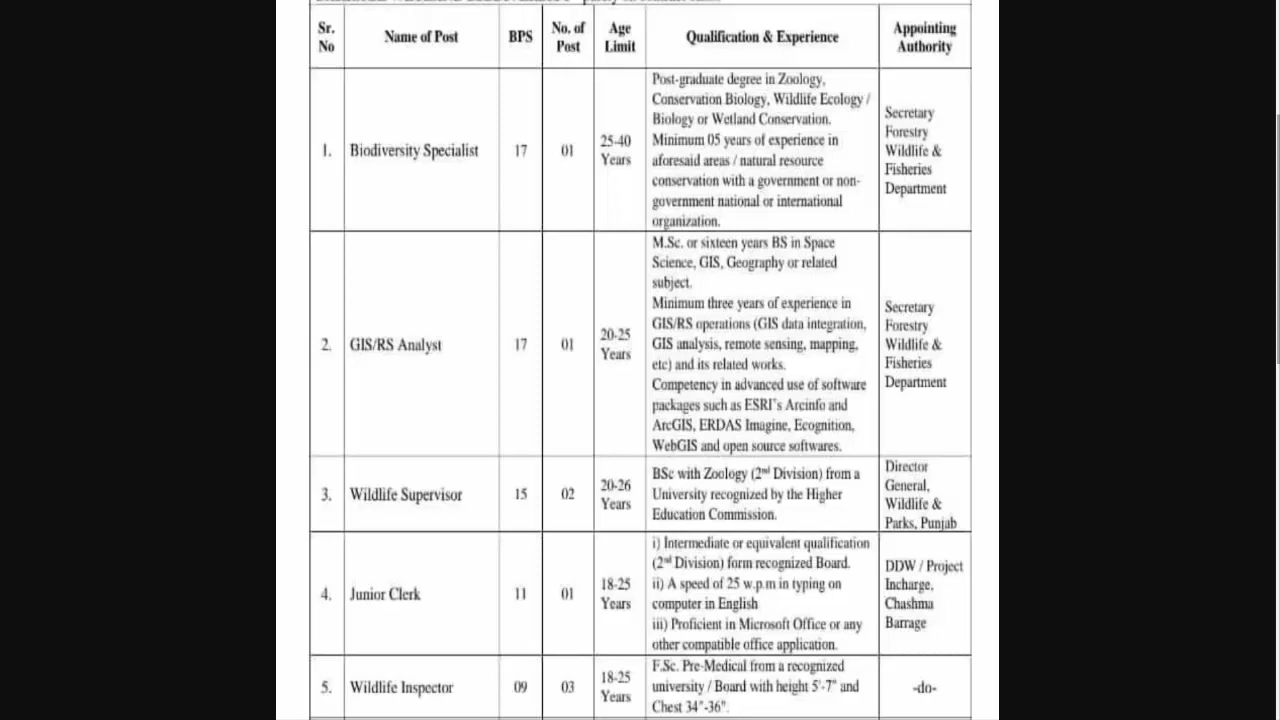 Sr. No
Name of Post
BPS
No. of Post
Age Limit
Qualification & Experience
Appointing Authority
1.
Biodiversity Specialist
17
01
25-40
Years
Post-graduate degree in Zoology,
Conservation Biology, Wildlife Ecology /
Biology or Wetland Conservation.
Minimum 05 years of experience in
aforesaid areas / natural resource
conservation with a government or non-
government national or international
organization.
Secretary
Forestry
Wildlife &
Fisheries
Department
2.
GIS/RS Analyst
17
01
20-25
Years
M.Sc. or sixteen years BS in Space
Science, GIS, Geography or related
subject.
Minimum three years of experience in
GIS/RS operations (GIS data integration,
GIS analysis, remote sensing, mapping,
etc) and its related works.
Competency in advanced use of software
packages such as ESRI's Arcinfo and
ArcGIS, ERDAS Imagine, Ecognition,
WebGIS and open source softwares.
Secretary
Forestry
Wildlife &
Fisheries
Department
3.
Wildlife Supervisor
15
02
20-26
Years
BSc with Zoology (2nd Division) from a
University recognized by the Higher
Education Commission.
Director
General,
Wildlife &
Parks, Punjab
4.
Junior Clerk
11
01
18-25
Years
i) Intermediate or equivalent qualification
(2nd Division) form recognized Board.
ii) A speed of 25 w.p.m in typing on
computer in English
iii) Proficient in Microsoft Office or any
other compatible office application.
DDW / Project
Incharge,
Chashma
Barrage
5.
Wildlife Inspector
09
03
18-25
Years
F.Sc. Pre-Medical from a recognized
university / Board with height 5'-7" and
Chest 34"-36".
-do-